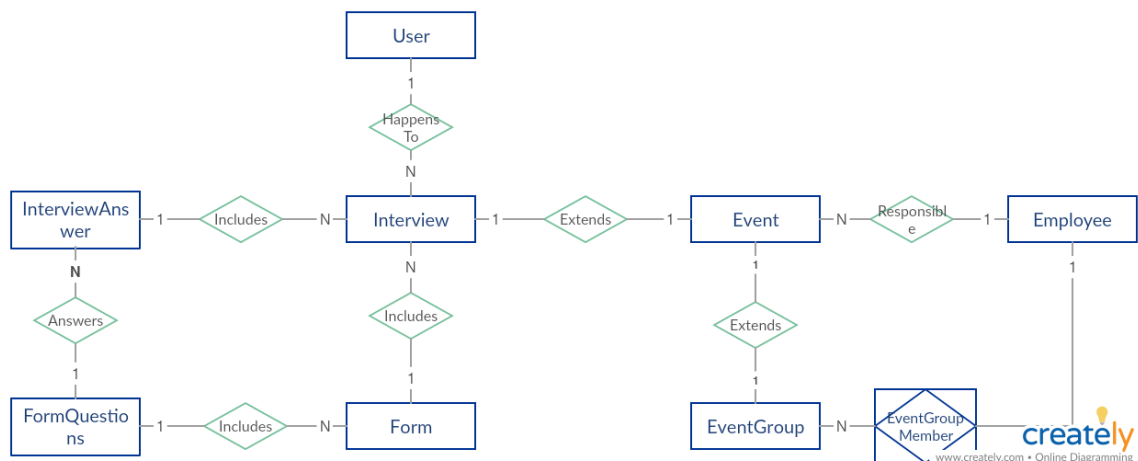 User
1
Happens
To
N
InterviewAns
wer
1
Includes
N
Interview
1
Extends
1
Event
N
Responsibl
e
1
Employee
N
N
1
1
Answers
Includes
Extends
1
1
1
FormQuestio
ns
1
Includes
N
Form
EventGroup
N
EventGroup
Member
creately
www.creately.com • Online Diagramming